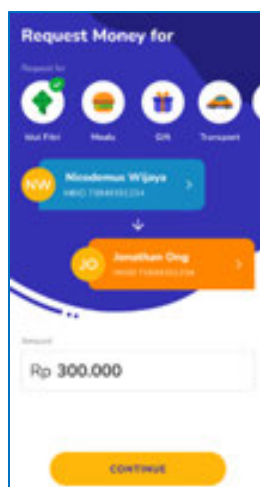 Request Money for
Request for
Idul Fitri
Meals
Gift
Transport
NW
Nicodemus Wijaya
JO
Jonathan Ong
Amount
Rp 300.000
CONTINUE